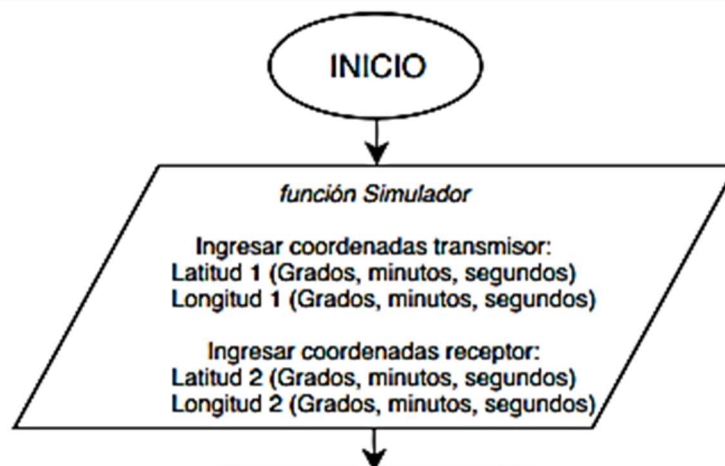 INICIO
función Simulador
Ingresar coordenadas transmisor:
Latitud 1 (Grados, minutos, segundos)
Longitud 1 (Grados, minutos, segundos)
Ingresar coordenadas receptor:
Latitud 2 (Grados, minutos, segundos)
Longitud 2 (Grados, minutos, segundos)